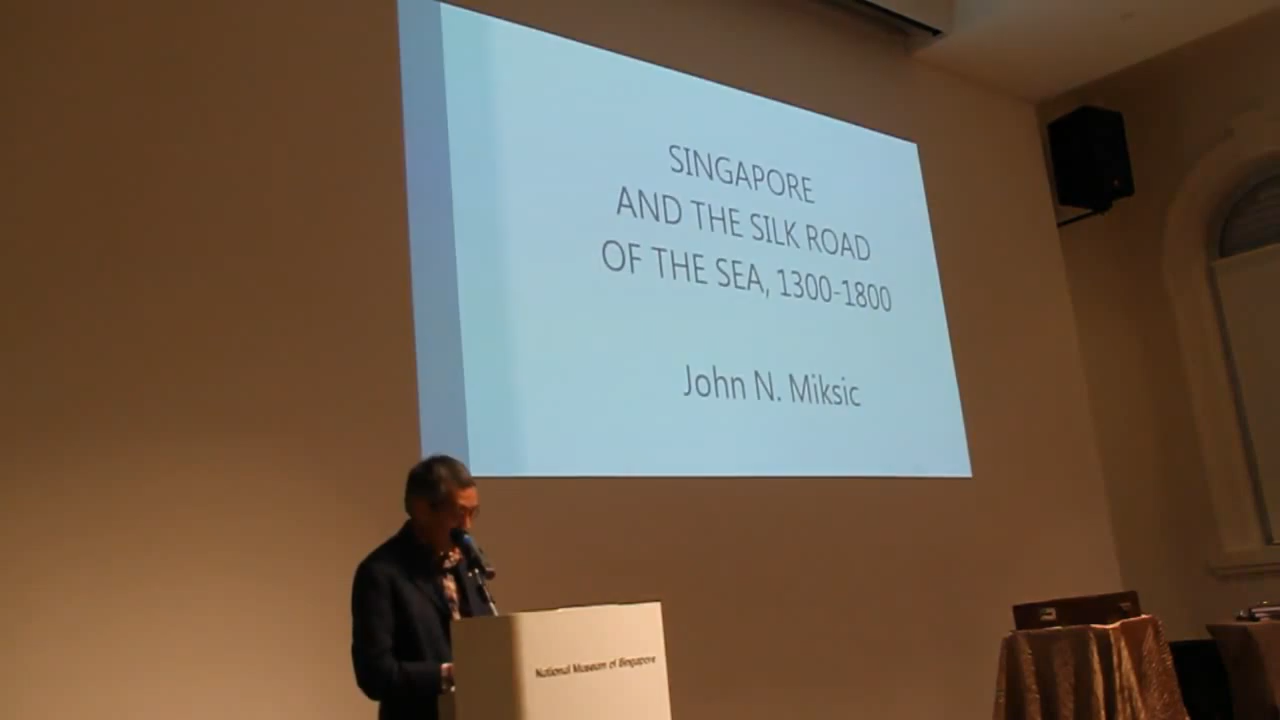 SINGAPORE
AND THE SILK ROAD
OF THE SEA, 1300-1800
John N. Miksic
National Museum of Singapore